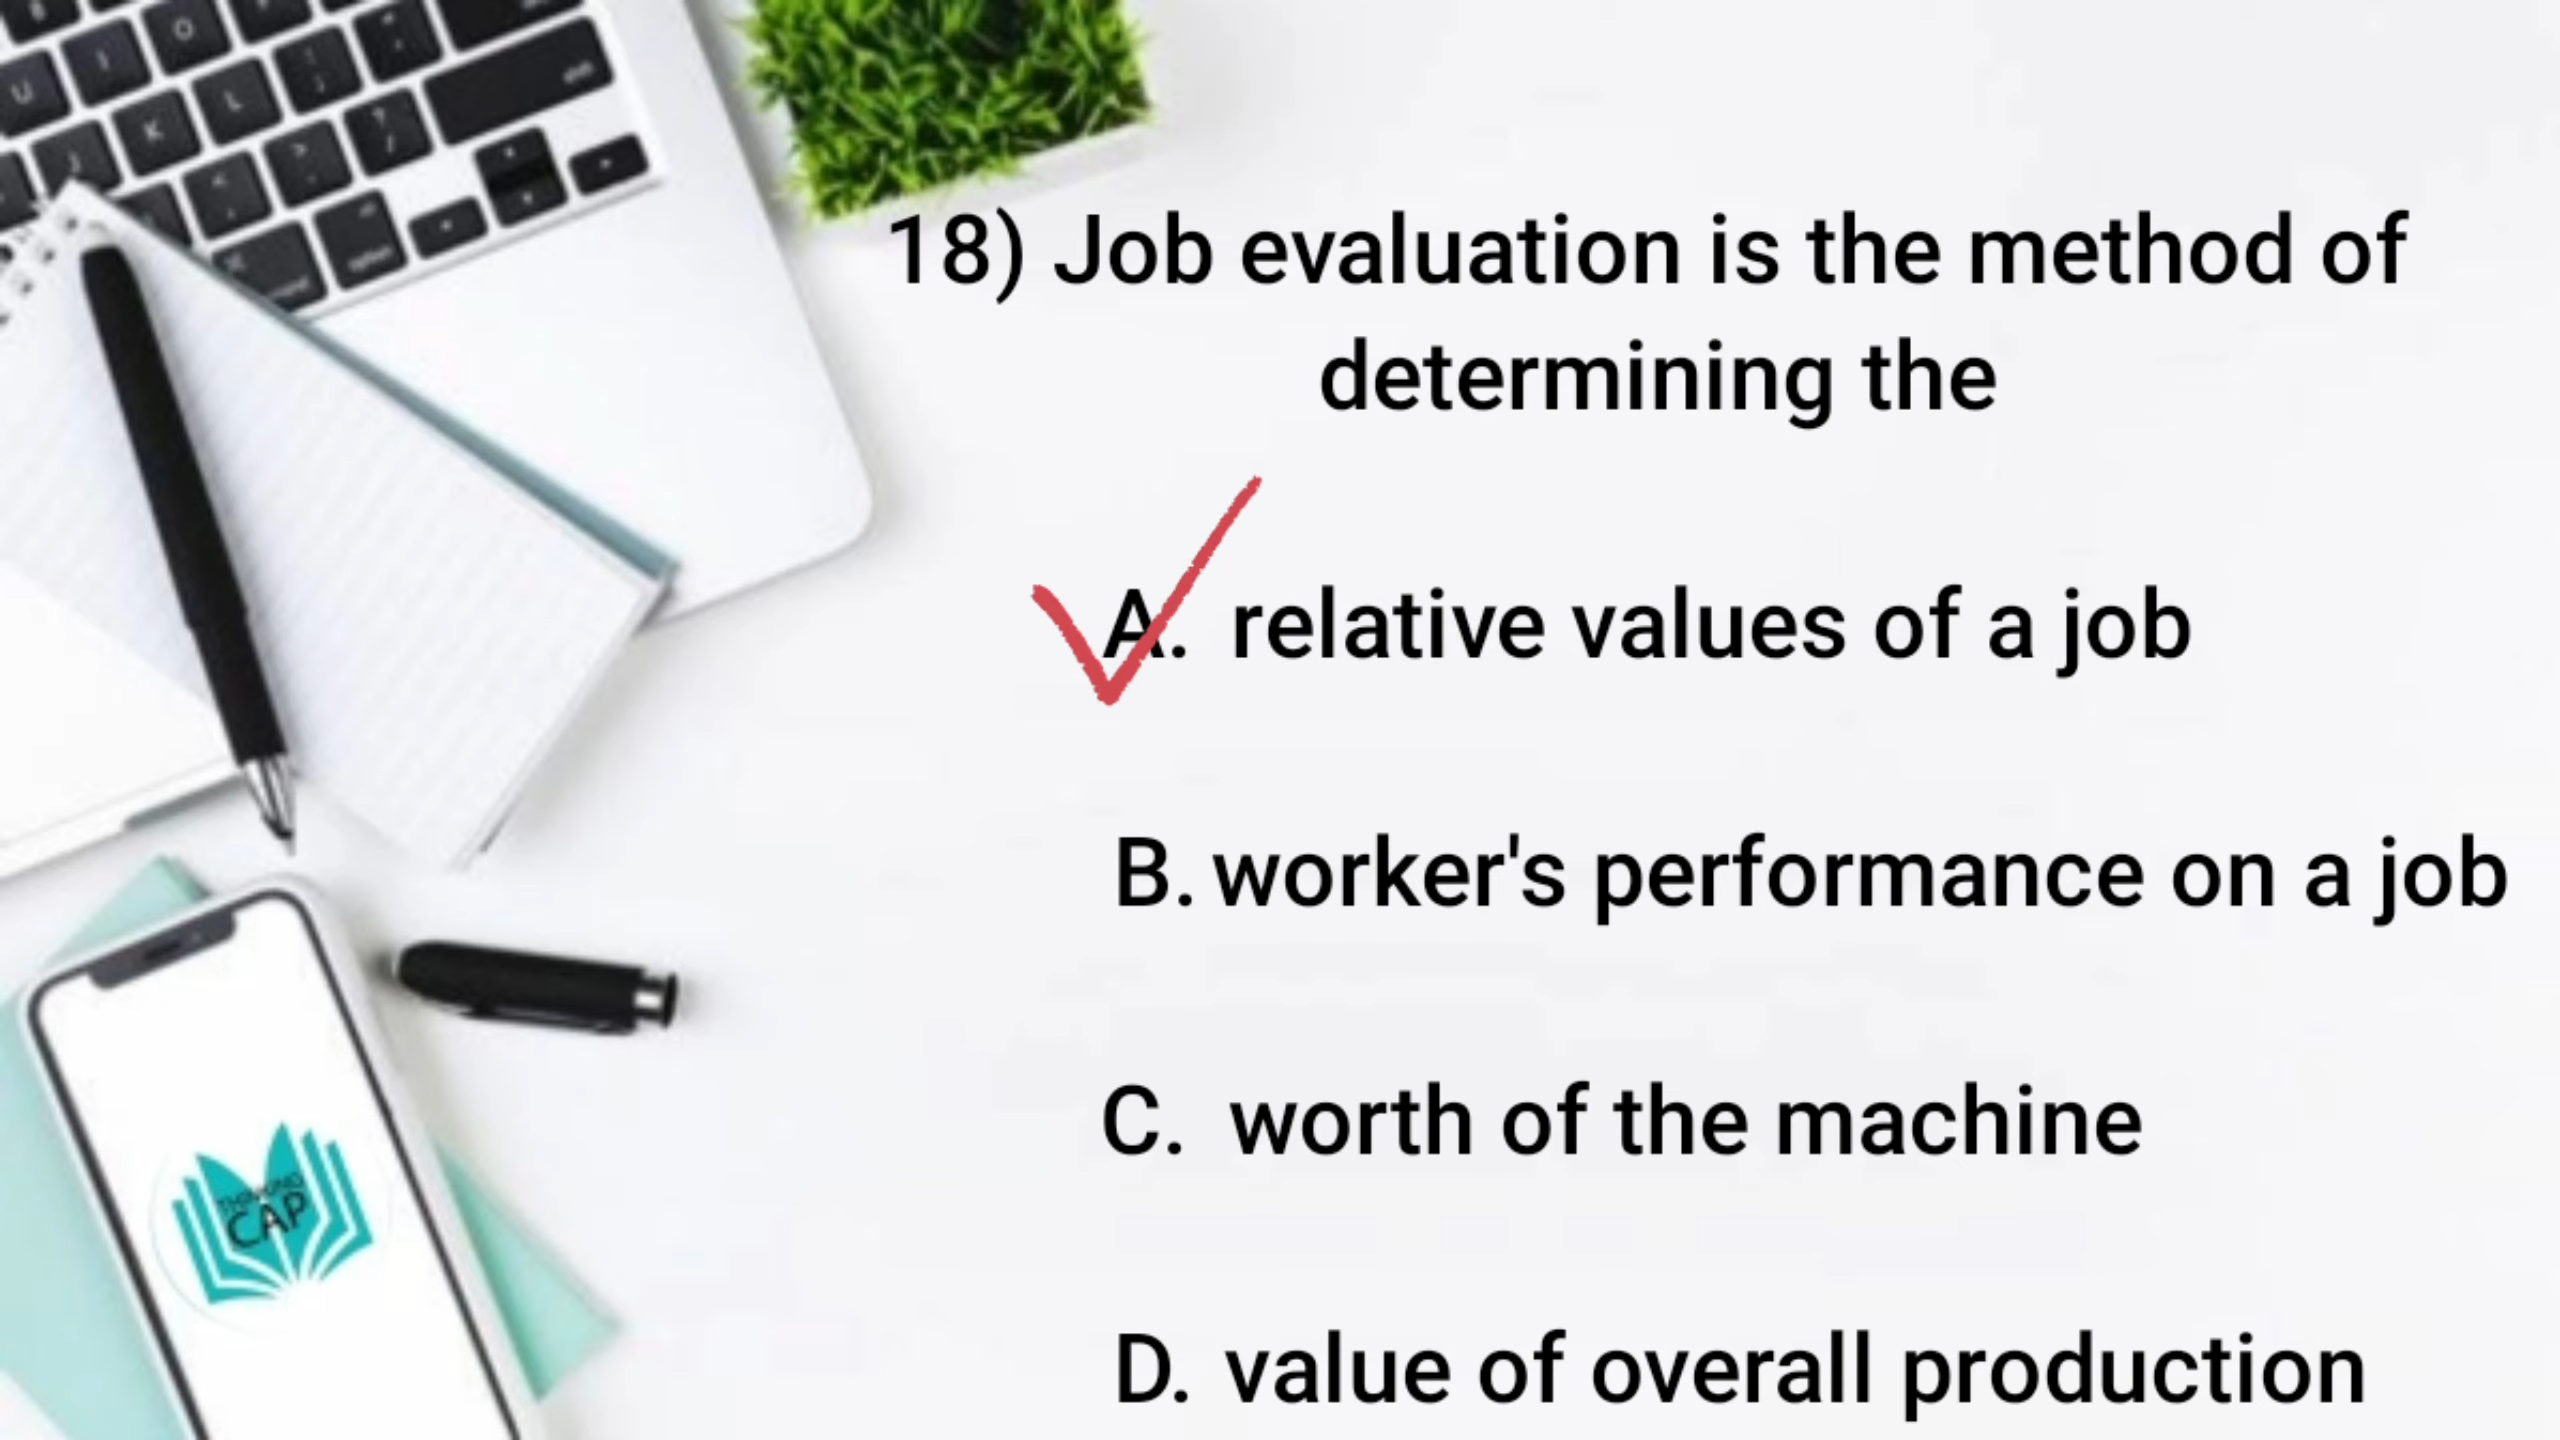 18) Job evaluation is the method of
determining the
A. relative values of a job
B. worker's performance on a job
C. worth of the machine
D. value of overall production
THINKING
CAP